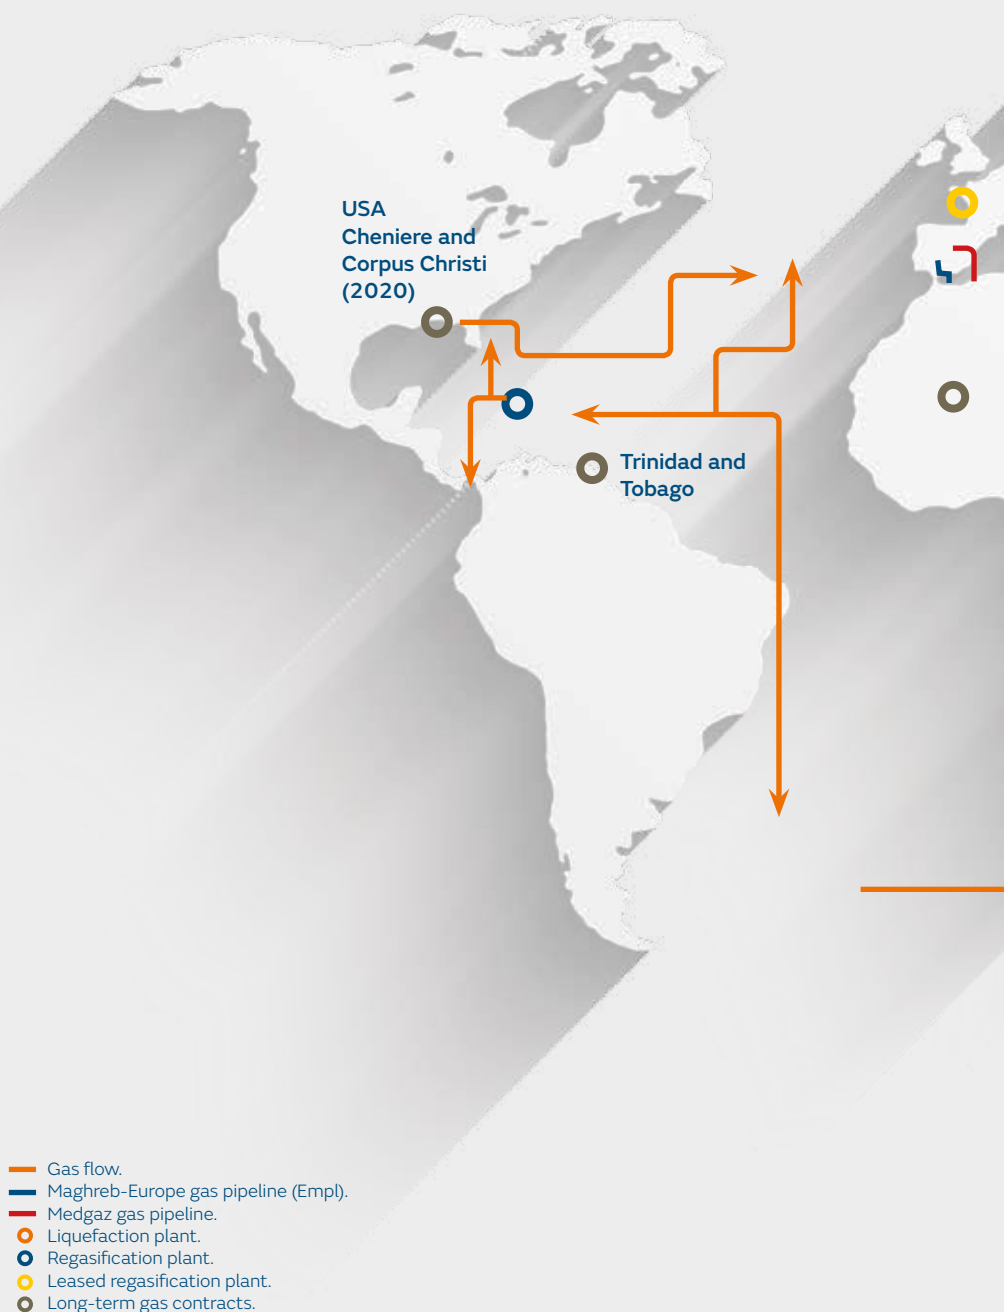 USA
Cheniere and
Corpus Christi
(2020)
Trinidad and
Tobago
Gas flow.
Maghreb-Europe gas pipeline (Empl).
Medgaz gas pipeline.
Liquefaction plant.
Regasification plant.
Leased regasification plant.
Long-term gas contracts.